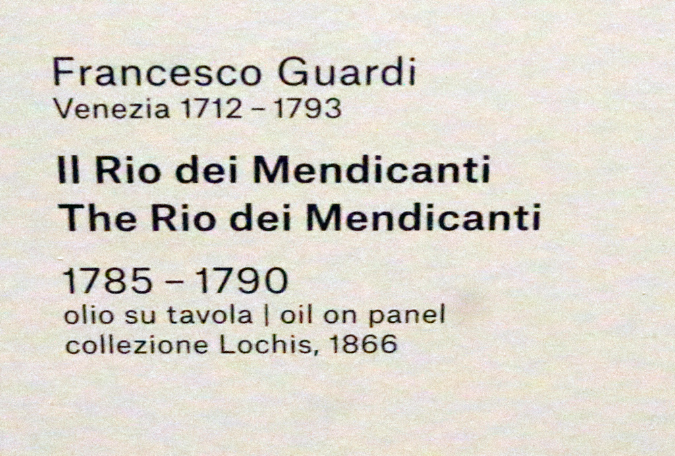 Francesco Guardi
Venezia 1712 – 1793
Il Rio dei Mendicanti
The Rio dei Mendicanti
1785 – 1790
olio su tavola | oil on panel
collezione Lochis, 1866